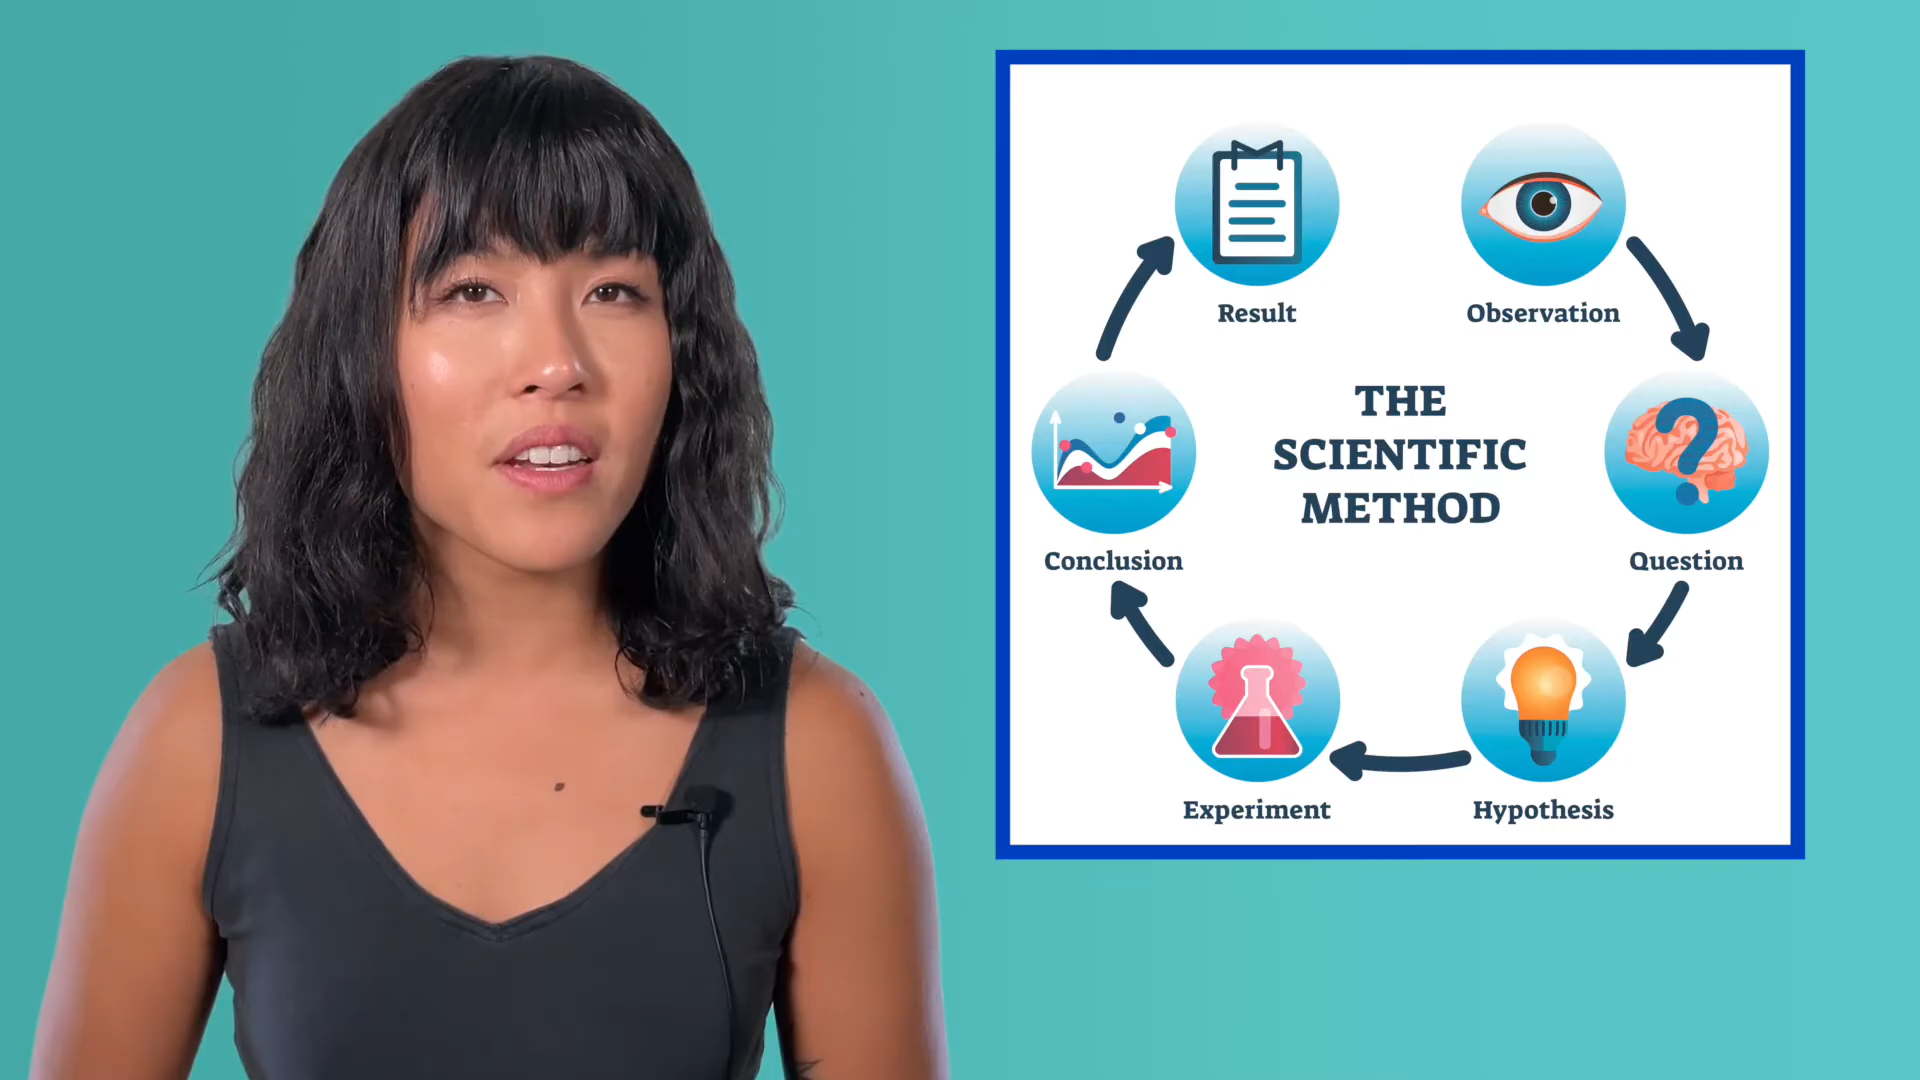 Result
Observation
THE
SCIENTIFIC
METHOD
Conclusion
Question
Experiment
Hypothesis